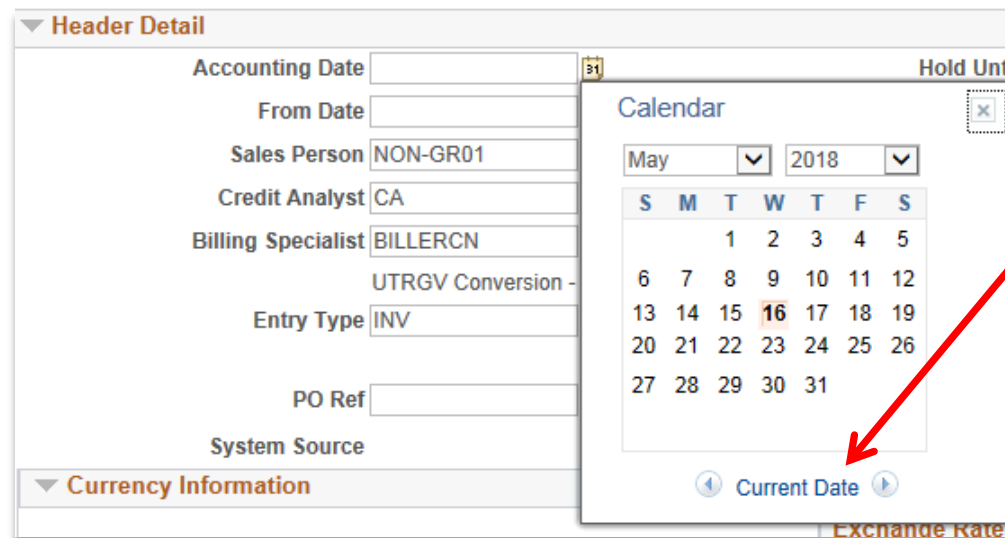 Header Detail
Accounting Date
31
Hold Unt
From Date
Sales Person NON-GR01
Credit Analyst CA
Billing Specialist BILLERCN
UTRGV Conversion -
Entry Type INV
PO Ref
System Source
Currency Information
Calendar
May 2018
S M T W T F S
1 2 3 4 5
6 7 8 9 10 11 12
13 14 15 16 17 18 19
20 21 22 23 24 25 26
27 28 29 30 31
Current Date
Exchange Rate